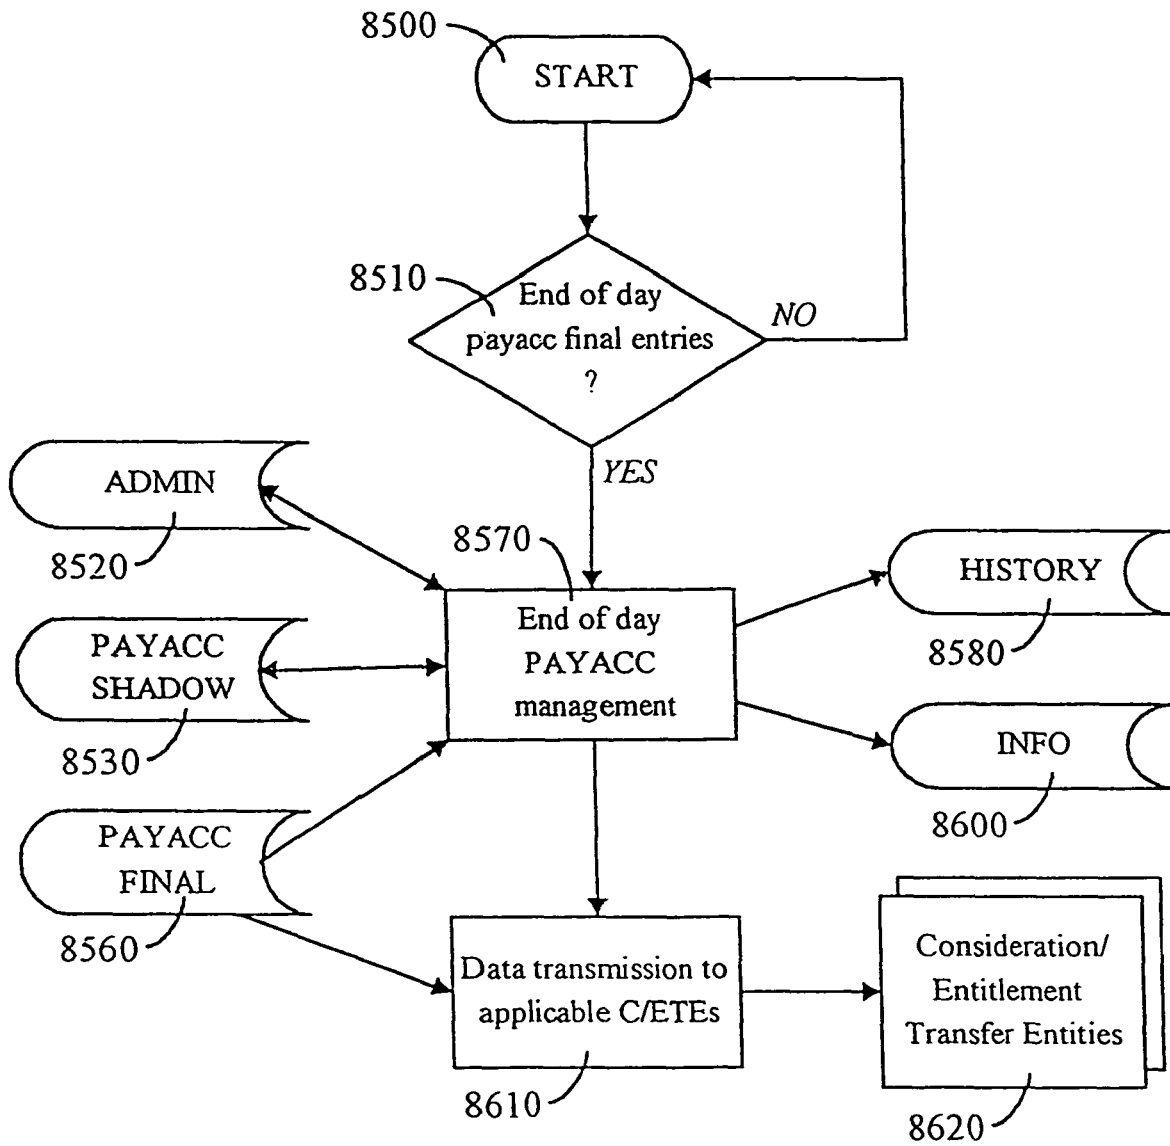 8500
START
8510
End of day
payacc final entries
?
NO
YES
ADMIN
8520
8570
End of day
PAYACC
management
HISTORY
8580
PAYACC
SHADOW
8530
INFO
8600
PAYACC
FINAL
8560
Data transmission to
applicable C/ETEs
8610
Consideration/
Entitlement
Transfer Entities
8620